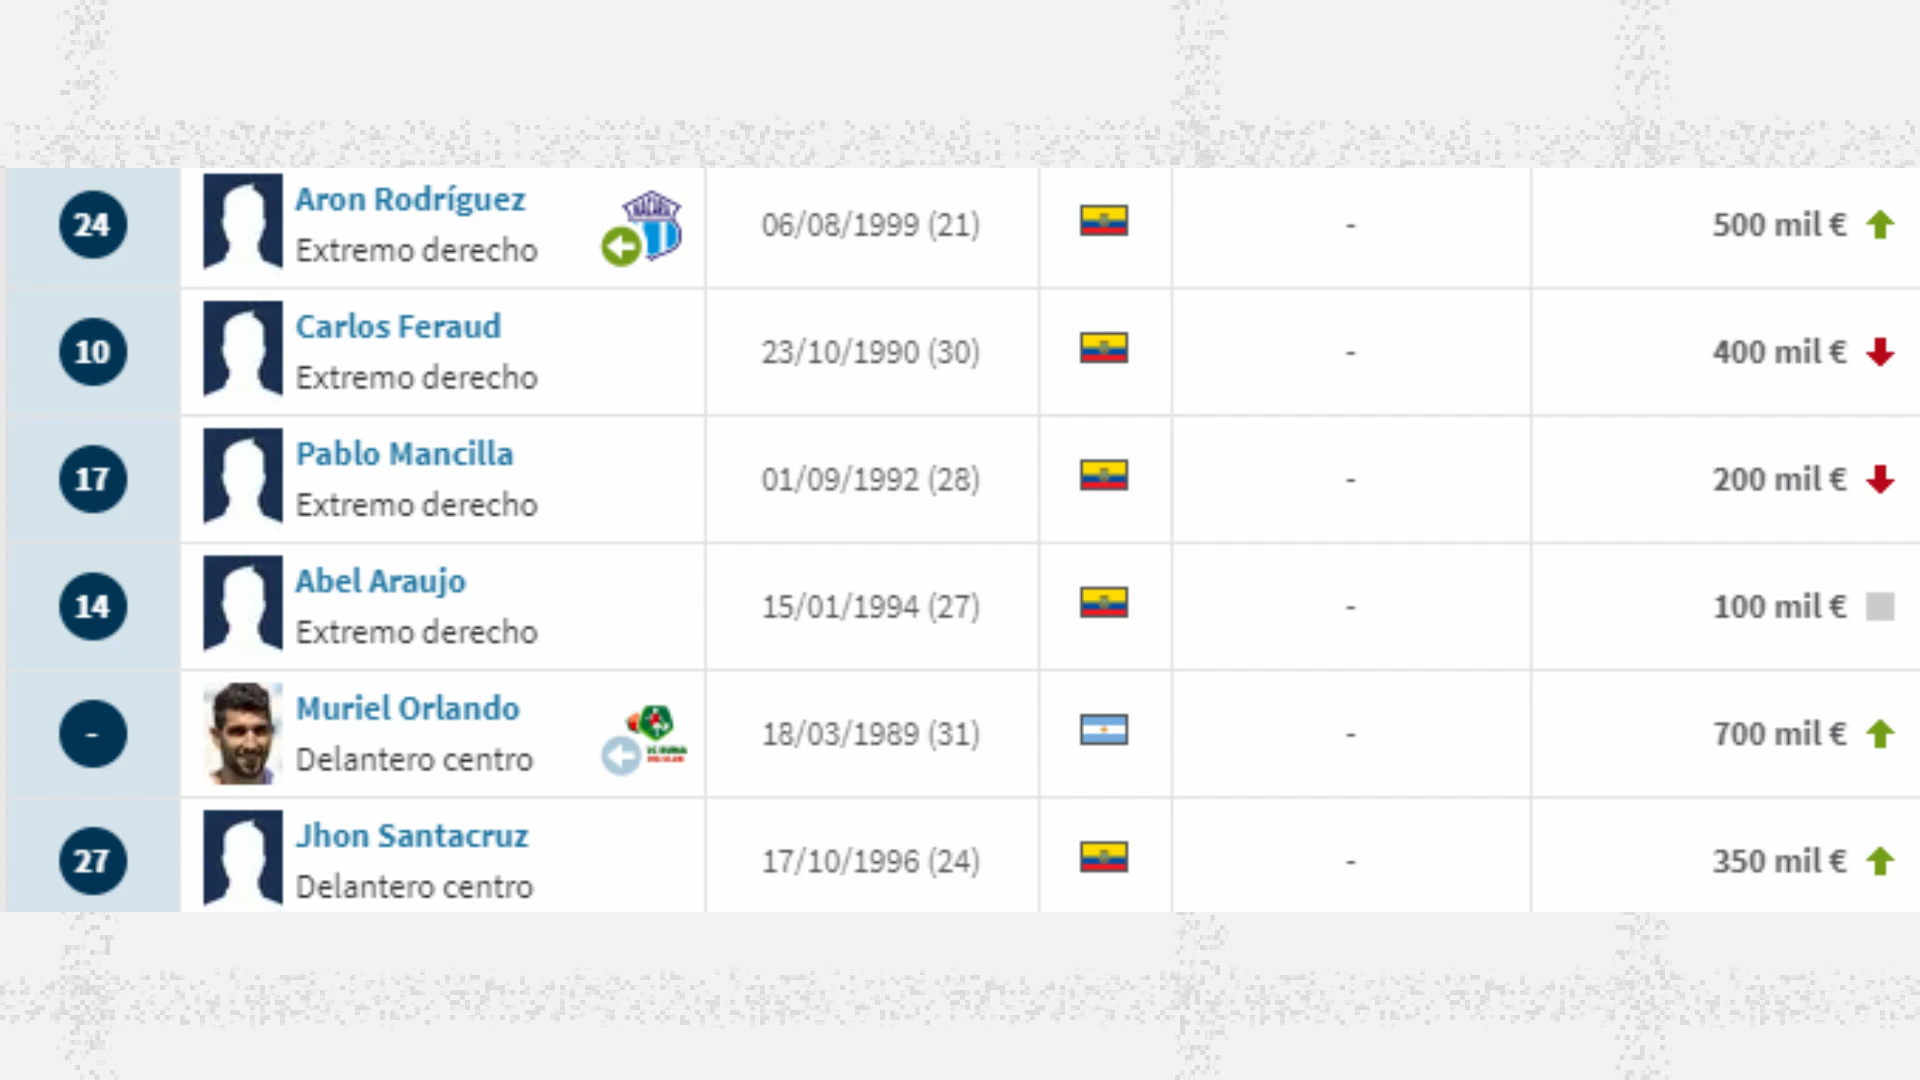 24 Aron Rodríguez 06/08/1999 (21) - 500 mil €
Extremo derecho
MACARÁ
10 Carlos Feraud 23/10/1990 (30) - 400 mil €
Extremo derecho
17 Pablo Mancilla 01/09/1992 (28) - 200 mil €
Extremo derecho
14 Abel Araujo 15/01/1994 (27) - 100 mil €
Extremo derecho
- Muriel Orlando 18/03/1989 (31) - 700 mil €
Delantero centro
27 Jhon Santacruz 17/10/1996 (24) - 350 mil €
Delantero centro